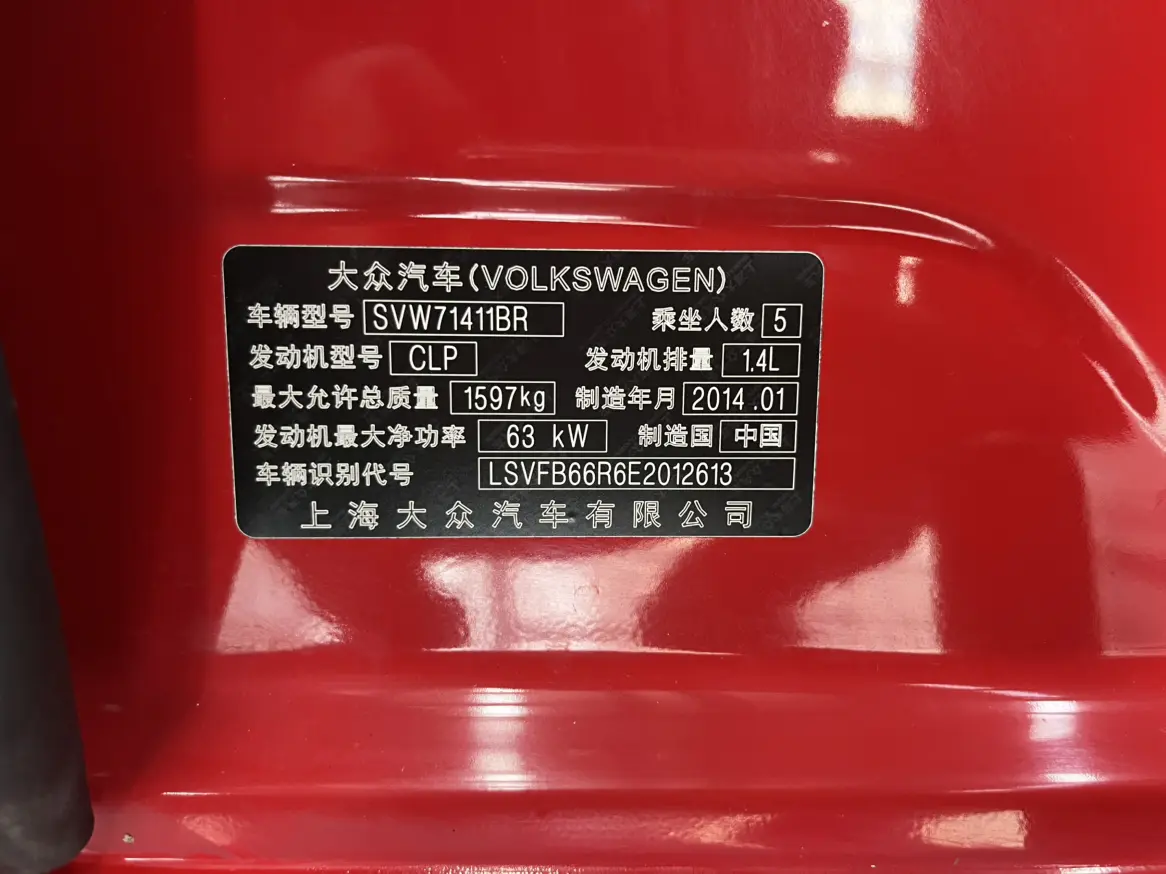 大众汽车(VOLKSWAGEN)
车辆型号 SVW71411BR 乘坐人数 5
发动机型号 CLP 发动机排量 1.4L
最大允许总质量 1597kg 制造年月 2014.01
发动机最大净功率 63 kW 制造国 中国
车辆识别代号 LSVFB66R6E2012613
上海大众汽车有限公司